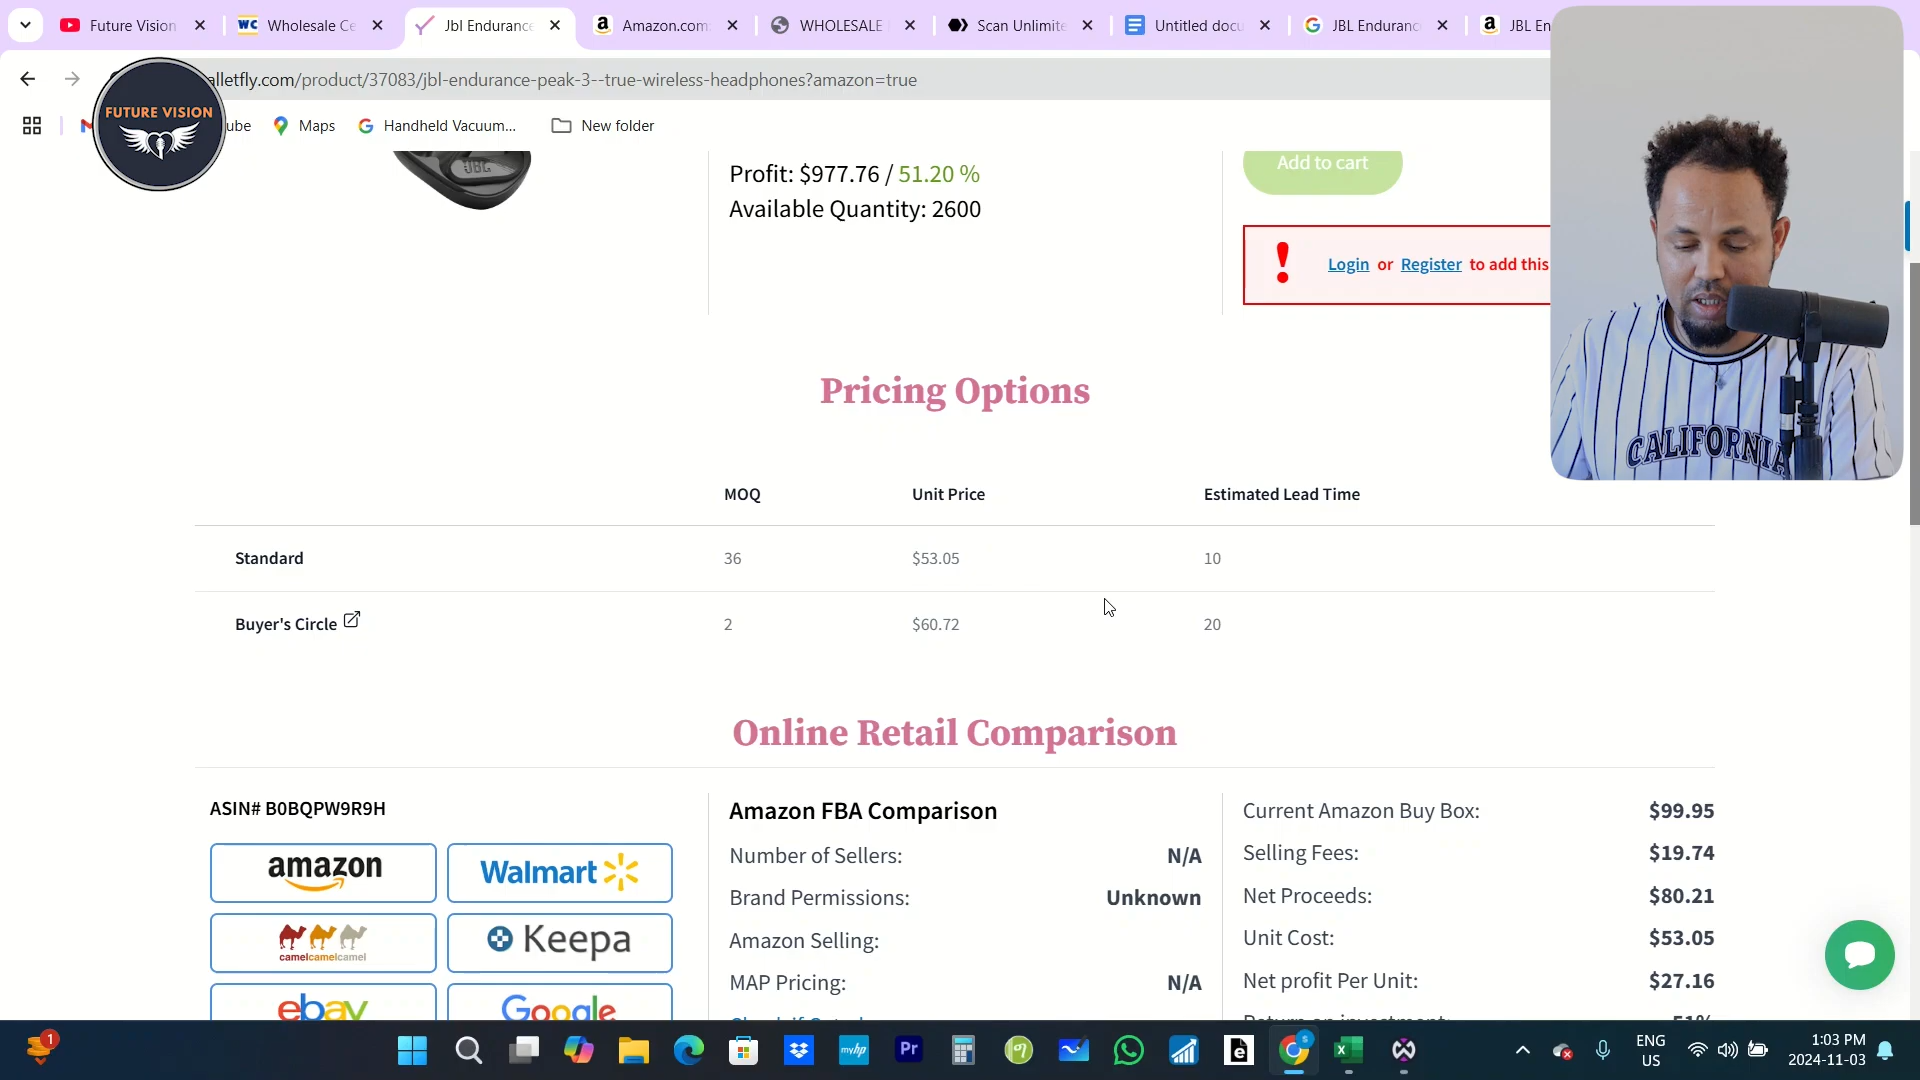 Future Vision
Wholesale Ce
Jbl Endurance
Amazon.com:
WHOLESALE
Scan Unlimite
Untitled docu
JBL Enduranc
JBL En
alletfly.com/product/37083/jbl-endurance-peak-3--true-wireless-headphones?amazon=true
FUTURE VISION
ube
Maps
Handheld Vacuum...
New folder
JBL
Profit: $977.76 / 51.20 %
Available Quantity: 2600
Add to cart
Login or Register to add this
CALIFORNIA
Pricing Options
MOQ
Unit Price
Estimated Lead Time
Standard
36
$53.05
10
Buyer's Circle
2
$60.72
20
Online Retail Comparison
ASIN# B0BQPW9R9H
amazon
Walmart
camelcamelcamel
Keepa
ebay
Google
Amazon FBA Comparison
Number of Sellers: N/A
Brand Permissions: Unknown
Amazon Selling:
MAP Pricing: N/A
Current Amazon Buy Box: $99.95
Selling Fees: $19.74
Net Proceeds: $80.21
Unit Cost: $53.05
Net profit Per Unit: $27.16
1
myhp
Pr
ENG
US
1:03 PM
2024-11-03